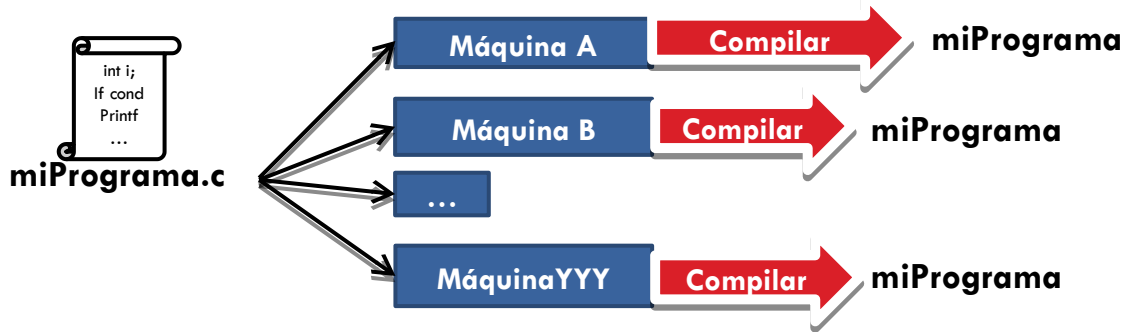 int i;
If cond
Printf
...
miPrograma.c
Máquina A
Compilar
miPrograma
Máquina B
Compilar
miPrograma
...
MáquinaYYY
Compilar
miPrograma